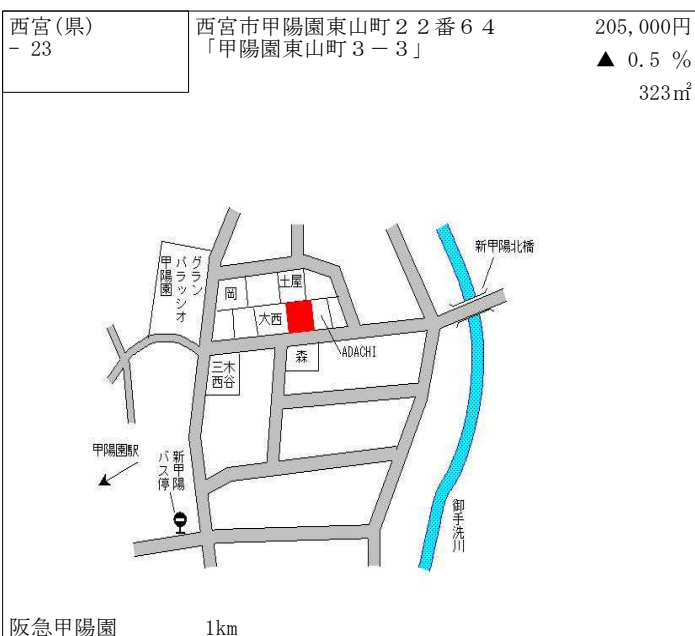 西宮(県)
- 23
西宮市甲陽園東山町２２番６４
「甲陽園東山町３－３」
205,000円
▲ 0.5 %
323㎡
新甲陽北橋
グラン
パラッシオ
甲陽園
岡
土屋
大西
ADACHI
森
三木
西谷
甲陽園駅
新甲陽
バス停
御手洗川
阪急甲陽園
1km